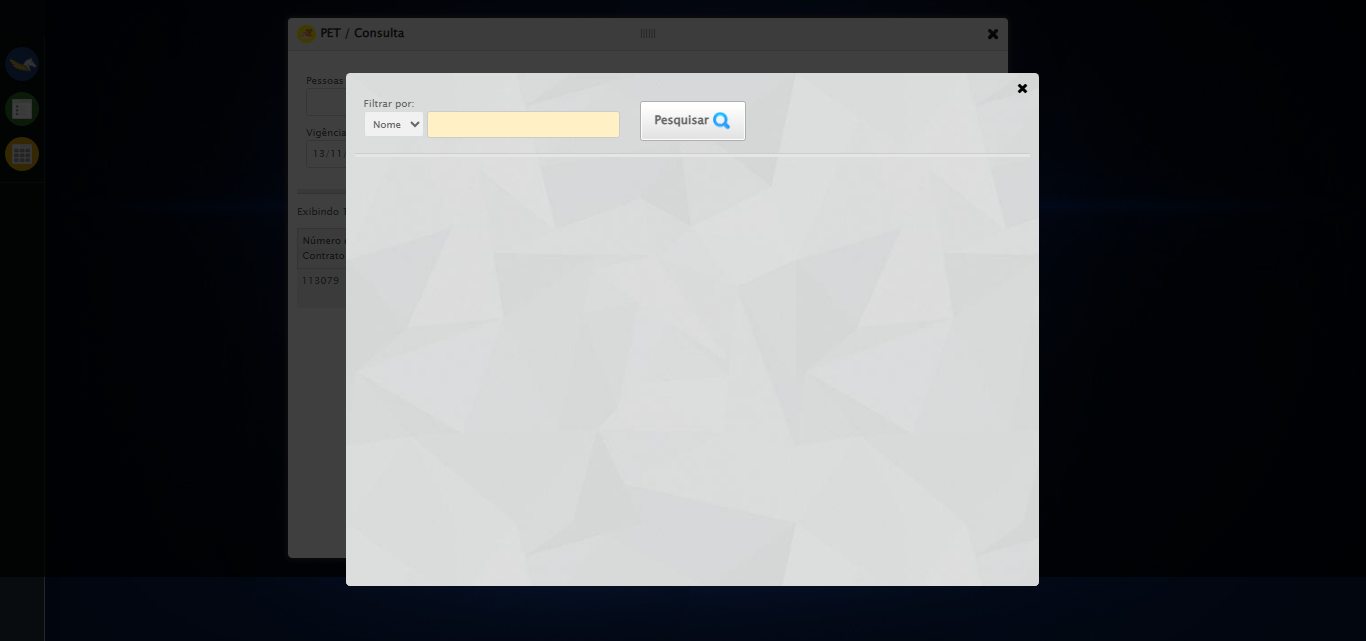 PET / Consulta
Pessoas
Filtrar por:
Nome
Pesquisar
Vigência
13/11/
Exibindo 1
Número
Contrato
113079